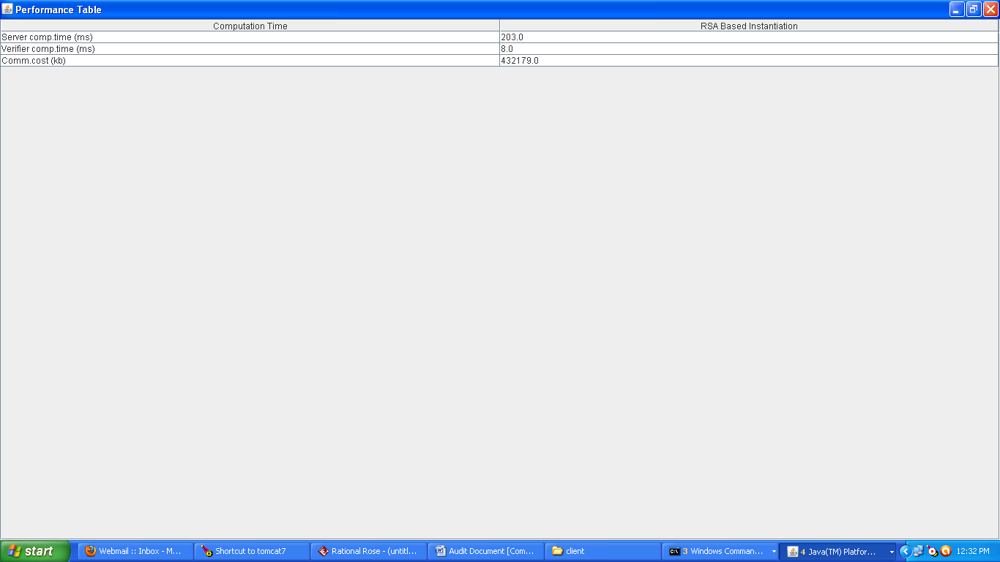 Performance Table
Computation Time RSA Based Instantiation
Server comp.time (ms) 203.0
Verifier comp.time (ms) 8.0
Comm.cost (kb) 432179.0
start Webmail :: Inbox - M... Shortcut to tomcat7 Rational Rose - (untitl... Audit Document [Com... client 3 Windows Comman... 4 Java(TM) Platfor... 12:32 PM